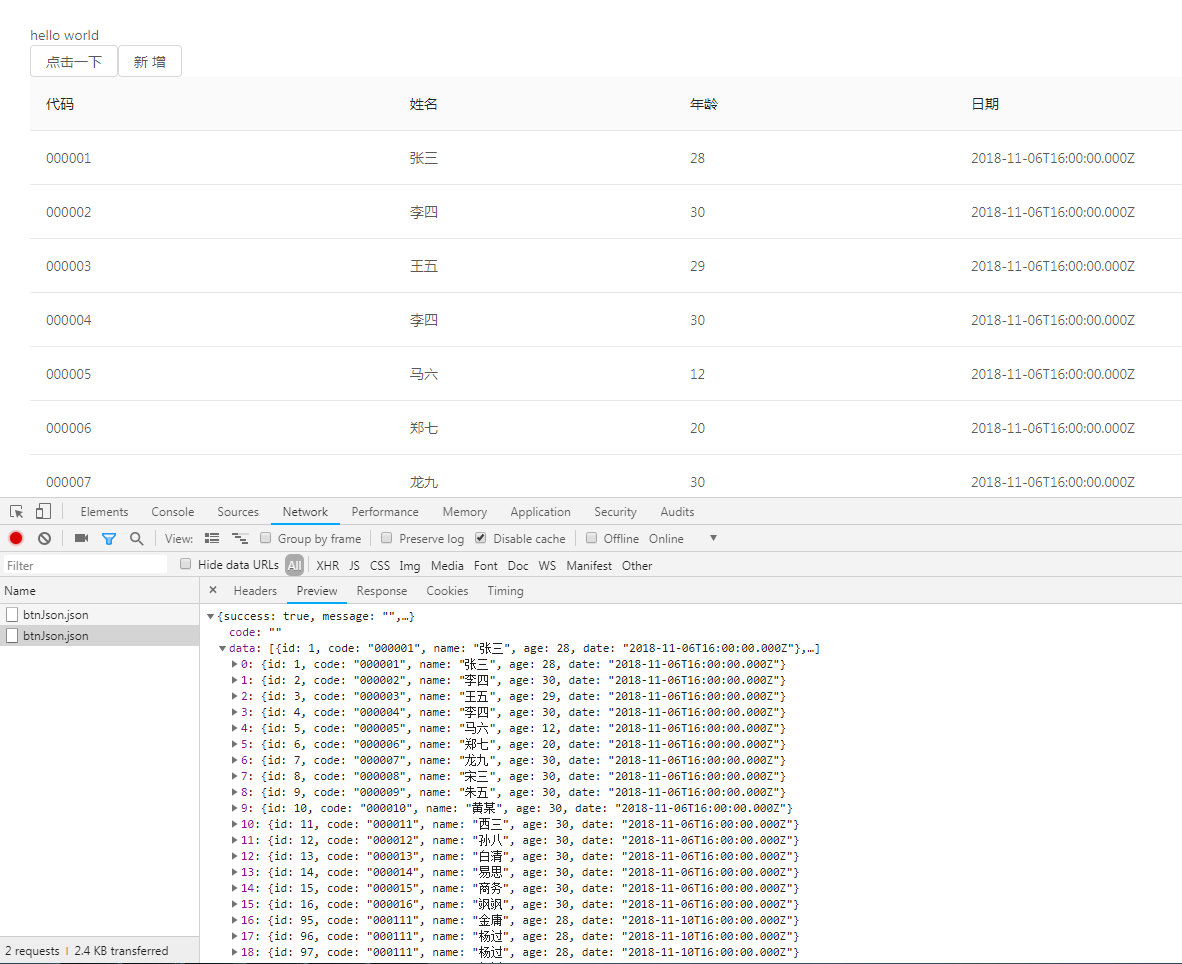 hello world
点击一下 新 增
代码 姓名 年龄 日期
000001 张三 28 2018-11-06T16:00:00.000Z
000002 李四 30 2018-11-06T16:00:00.000Z
000003 王五 29 2018-11-06T16:00:00.000Z
000004 李四 30 2018-11-06T16:00:00.000Z
000005 马六 12 2018-11-06T16:00:00.000Z
000006 郑七 20 2018-11-06T16:00:00.000Z
000007 龙九 30 2018-11-06T16:00:00.000Z
Elements Console Sources Network Performance Memory Application Security Audits
View: Group by frame Preserve log Disable cache Offline Online
Filter Hide data URLs All XHR JS CSS Img Media Font Doc WS Manifest Other
Name
btnJson.json
btnJson.json
2 requests 2.4 KB transferred
× Headers Preview Response Cookies Timing
{success: true, message: "",…}
code: ""
data: [{id: 1, code: "000001", name: "张三", age: 28, date: "2018-11-06T16:00:00.000Z"},…]
0: {id: 1, code: "000001", name: "张三", age: 28, date: "2018-11-06T16:00:00.000Z"}
1: {id: 2, code: "000002", name: "李四", age: 30, date: "2018-11-06T16:00:00.000Z"}
2: {id: 3, code: "000003", name: "王五", age: 29, date: "2018-11-06T16:00:00.000Z"}
3: {id: 4, code: "000004", name: "李四", age: 30, date: "2018-11-06T16:00:00.000Z"}
4: {id: 5, code: "000005", name: "马六", age: 12, date: "2018-11-06T16:00:00.000Z"}
5: {id: 6, code: "000006", name: "郑七", age: 20, date: "2018-11-06T16:00:00.000Z"}
6: {id: 7, code: "000007", name: "龙九", age: 30, date: "2018-11-06T16:00:00.000Z"}
7: {id: 8, code: "000008", name: "宋三", age: 30, date: "2018-11-06T16:00:00.000Z"}
8: {id: 9, code: "000009", name: "朱五", age: 30, date: "2018-11-06T16:00:00.000Z"}
9: {id: 10, code: "000010", name: "黄某", age: 30, date: "2018-11-06T16:00:00.000Z"}
10: {id: 11, code: "000011", name: "西三", age: 30, date: "2018-11-06T16:00:00.000Z"}
11: {id: 12, code: "000012", name: "孙八", age: 30, date: "2018-11-06T16:00:00.000Z"}
12: {id: 13, code: "000013", name: "白清", age: 30, date: "2018-11-06T16:00:00.000Z"}
13: {id: 14, code: "000014", name: "易思", age: 30, date: "2018-11-06T16:00:00.000Z"}
14: {id: 15, code: "000015", name: "商务", age: 30, date: "2018-11-06T16:00:00.000Z"}
15: {id: 16, code: "000016", name: "飒飒", age: 30, date: "2018-11-06T16:00:00.000Z"}
16: {id: 95, code: "000111", name: "金庸", age: 28, date: "2018-11-10T16:00:00.000Z"}
17: {id: 96, code: "000111", name: "杨过", age: 28, date: "2018-11-10T16:00:00.000Z"}
18: {id: 97, code: "000111", name: "杨过", age: 28, date: "2018-11-10T16:00:00.000Z"}